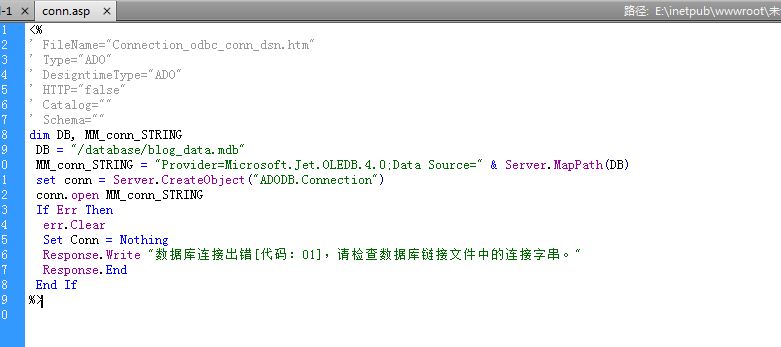 -1 conn.asp 路径: E:\inetpub\wwwroot\未
1 <%
2 ' FileName="Connection_odbc_conn_dsn.htm"
3 ' Type="ADO"
4 ' DesigntimeType="ADO"
5 ' HTTP="false"
6 ' Catalog=""
7 ' Schema=""
8 dim DB, MM_conn_STRING
9 DB = "/database/blog_data.mdb"
0 MM_conn_STRING = "Provider=Microsoft.Jet.OLEDB.4.0;Data Source=" & Server.MapPath(DB)
1 set conn = Server.CreateObject("ADODB.Connection")
2 conn.open MM_conn_STRING
3 If Err Then
4 err.Clear
5 Set Conn = Nothing
6 Response.Write "数据库连接出错[代码: 01]，请检查数据库链接文件中的连接字串。"
7 Response.End
8 End If
9 %>
0